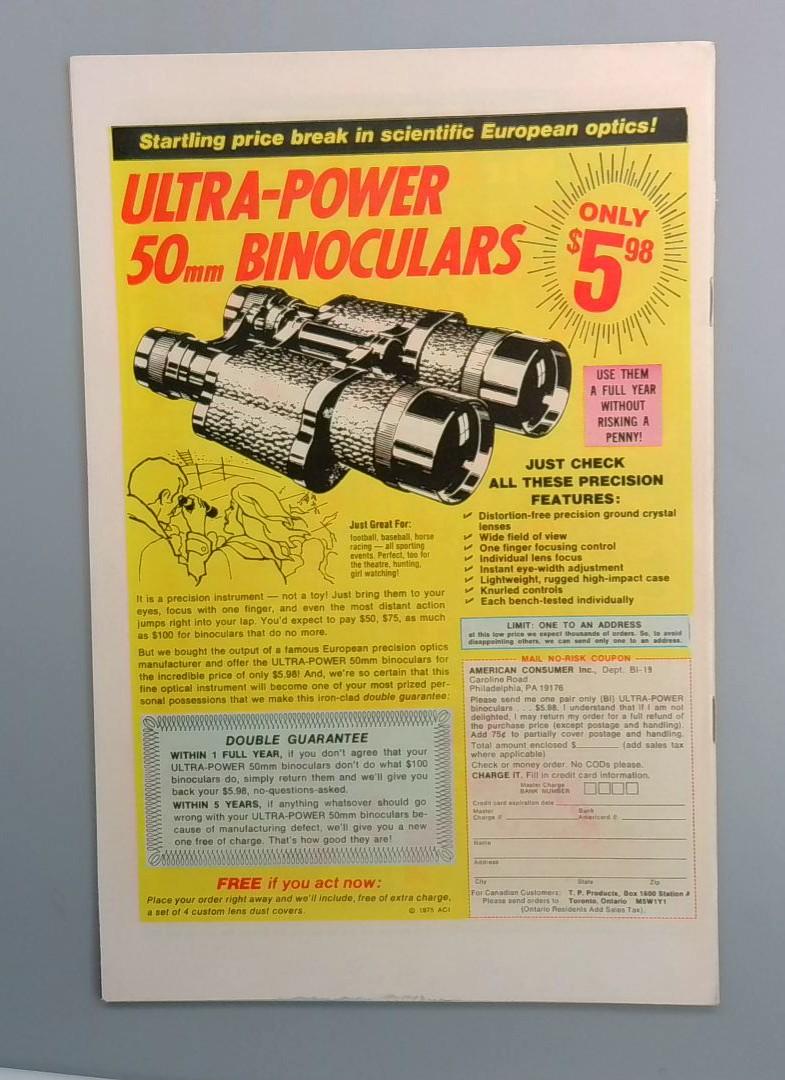 Startling price break in scientific European optics!
ULTRA-POWER
50mm BINOCULARS
ONLY
$5 98
USE THEM
A FULL YEAR
WITHOUT
RISKING A
PENNY!
JUST CHECK
ALL THESE PRECISION
FEATURES:
Distortion-free precision ground crystal
lenses
Wide field of view
One finger focusing control
Individual lens focus
Instant eye-width adjustment
Lightweight, rugged high-impact case
Knurled controls
Each bench-tested individually
Just Great For:
football, baseball, horse
racing — all sporting
events. Perfect, too for
the theatre, hunting,
girl watching!
It is a precision instrument — not a toy! Just bring them to your
eyes, focus with one finger, and even the most distant action
jumps right into your lap. You'd expect to pay $50, $75, as much
as $100 for binoculars that do no more.
But we bought the output of a famous European precision optics
manufacturer and offer the ULTRA-POWER 50mm binoculars for
the incredible price of only $5.98! And, we're so certain that this
fine optical instrument will become one of your most prized per-
sonal possessions that we make this iron-clad double guarantee:
DOUBLE GUARANTEE
WITHIN 1 FULL YEAR, if you don't agree that your
ULTRA-POWER 50mm binoculars don't do what $100
binoculars do, simply return them and we'll give you
back your $5.98, no-questions-asked.
WITHIN 5 YEARS, if anything whatsover should go
wrong with your ULTRA-POWER 50mm binoculars be-
cause of manufacturing defect, we'll give you a new
one free of charge. That's how good they are!
FREE if you act now:
Place your order right away and we'll include, free of extra charge,
a set of 4 custom lens dust covers.
© 1975 ACI
LIMIT: ONE TO AN ADDRESS
at this low price we expect thousands of orders. So, to avoid
disappointing others, we can send only one to an address.
MAIL NO-RISK COUPON
AMERICAN CONSUMER Inc., Dept. BI-19
Caroline Road
Philadelphia, PA 19176
Please send me one pair only (BI) ULTRA-POWER
binoculars . . . $5.98. I understand that if I am not
delighted, I may return my order for a full refund of
the purchase price (except postage and handling).
Add 75¢ to partially cover postage and handling.
Total amount enclosed $ (add sales tax
where applicable)
Check or money order. No CODs please.
CHARGE IT. Fill in credit card information.
Master Charge
BANK NUMBER
Credit card expiration date
Master Bank
Charge # Americard #
Name
Address
City State Zip
For Canadian Customers: T. P. Products, Box 1600 Station A
Please send orders to Toronto, Ontario M5W1Y1
(Ontario Residents Add Sales Tax).